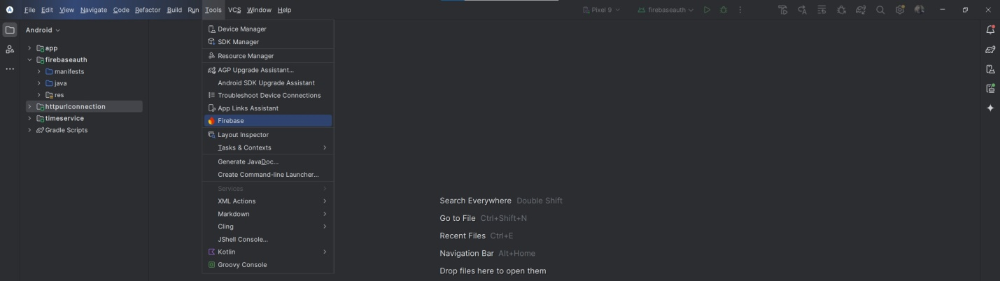 File Edit View Navigate Code Refactor Build Run Tools VCS Window Help
Pixel 9
firebaseauth
Android
app
firebaseauth
manifests
java
res
httpurlconnection
timeservice
Gradle Scripts
Device Manager
SDK Manager
Resource Manager
AGP Upgrade Assistant...
Android SDK Upgrade Assistant
Troubleshoot Device Connections
App Links Assistant
Firebase
Layout Inspector
Tasks & Contexts
Generate JavaDoc...
Create Command-line Launcher...
Services
XML Actions
Markdown
Cling
JShell Console...
Kotlin
Groovy Console
Search Everywhere Double Shift
Go to File Ctrl+Shift+N
Recent Files Ctrl+E
Navigation Bar Alt+Home
Drop files here to open them